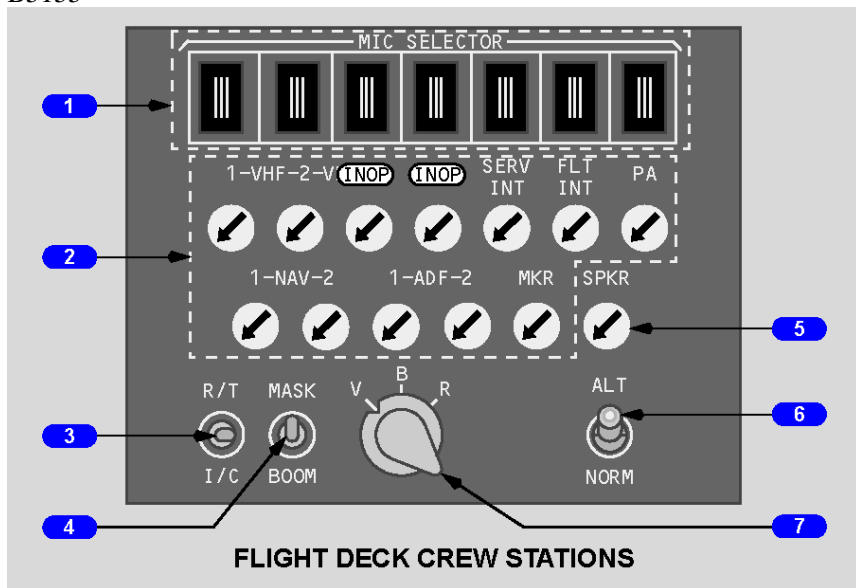 MIC SELECTOR
1-VHF-2-V INOP INOP SERV INT FLT INT PA
1-NAV-2 1-ADF-2 MKR SPKR
R/T MASK V B R ALT
I/C BOOM NORM
1
2
3
4
5
6
7
FLIGHT DECK CREW STATIONS